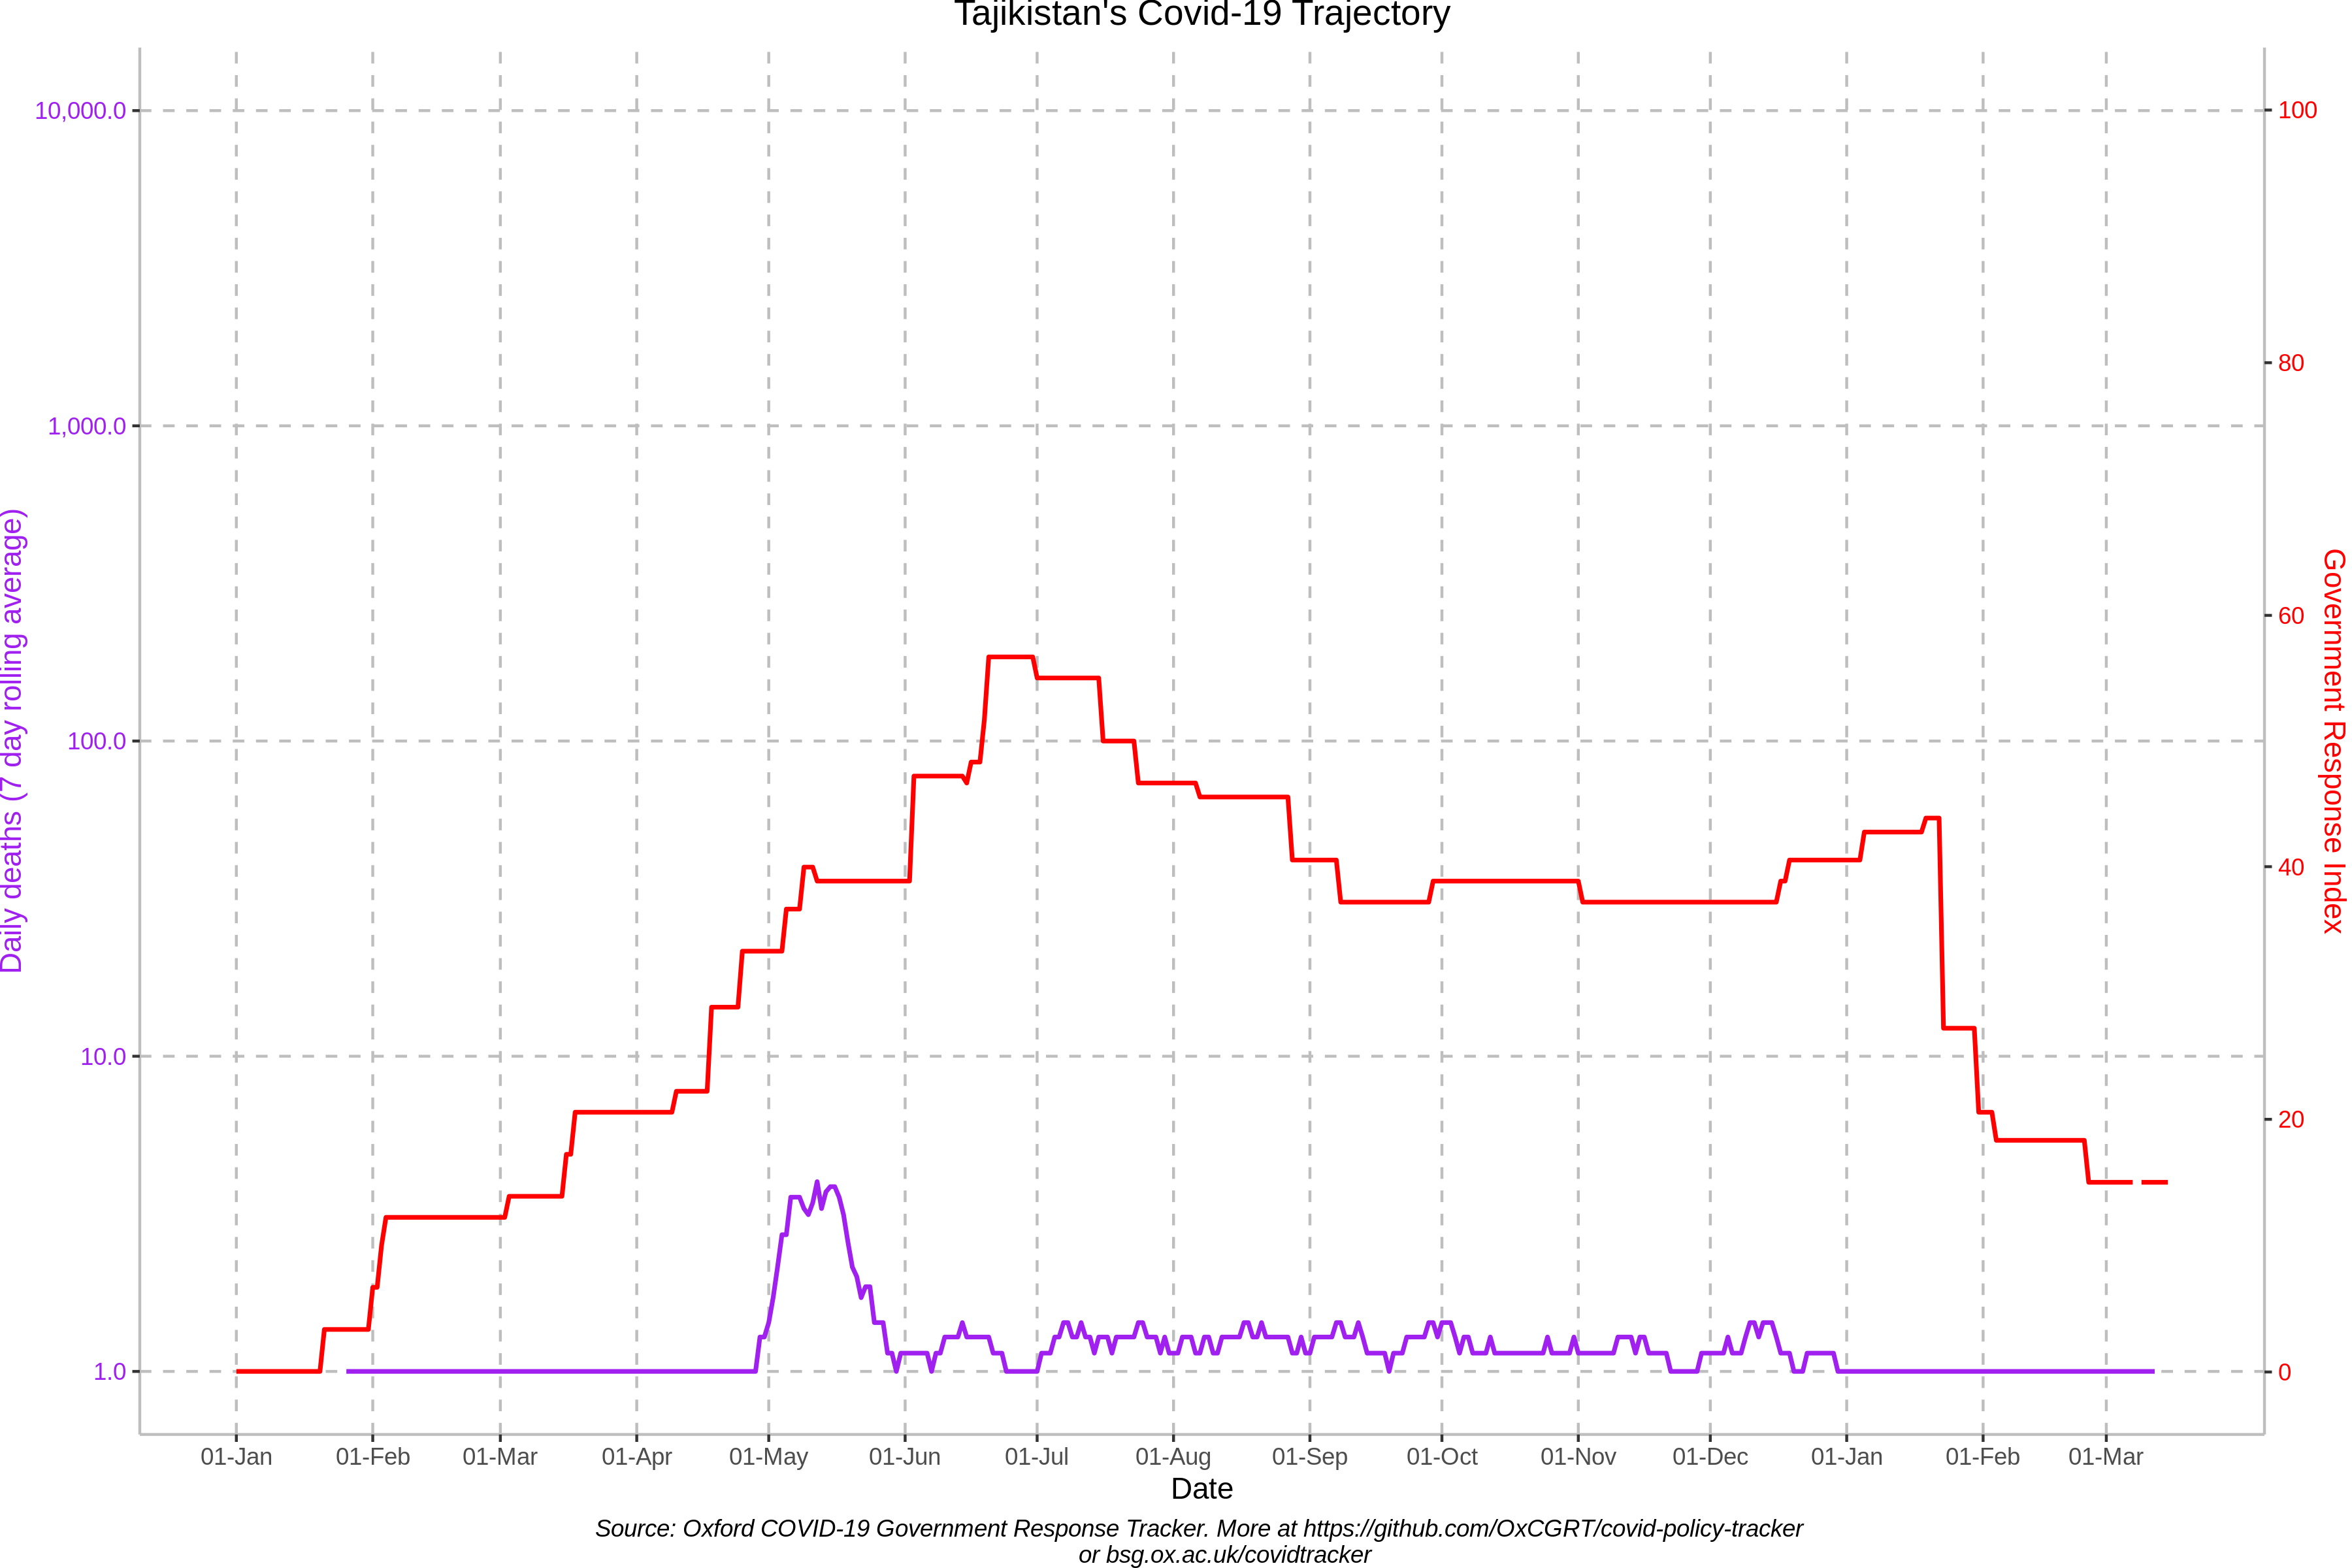 Tajikistan's Covid-19 Trajectory
10,000.0
1,000.0
100.0
10.0
1.0
Daily deaths (7 day rolling average)
100
80
60
40
20
0
Government Response Index
01-Jan 01-Feb 01-Mar 01-Apr 01-May 01-Jun 01-Jul 01-Aug 01-Sep 01-Oct 01-Nov 01-Dec 01-Jan 01-Feb 01-Mar
Date
Source: Oxford COVID-19 Government Response Tracker. More at https://github.com/OxCGRT/covid-policy-tracker
or bsg.ox.ac.uk/covidtracker